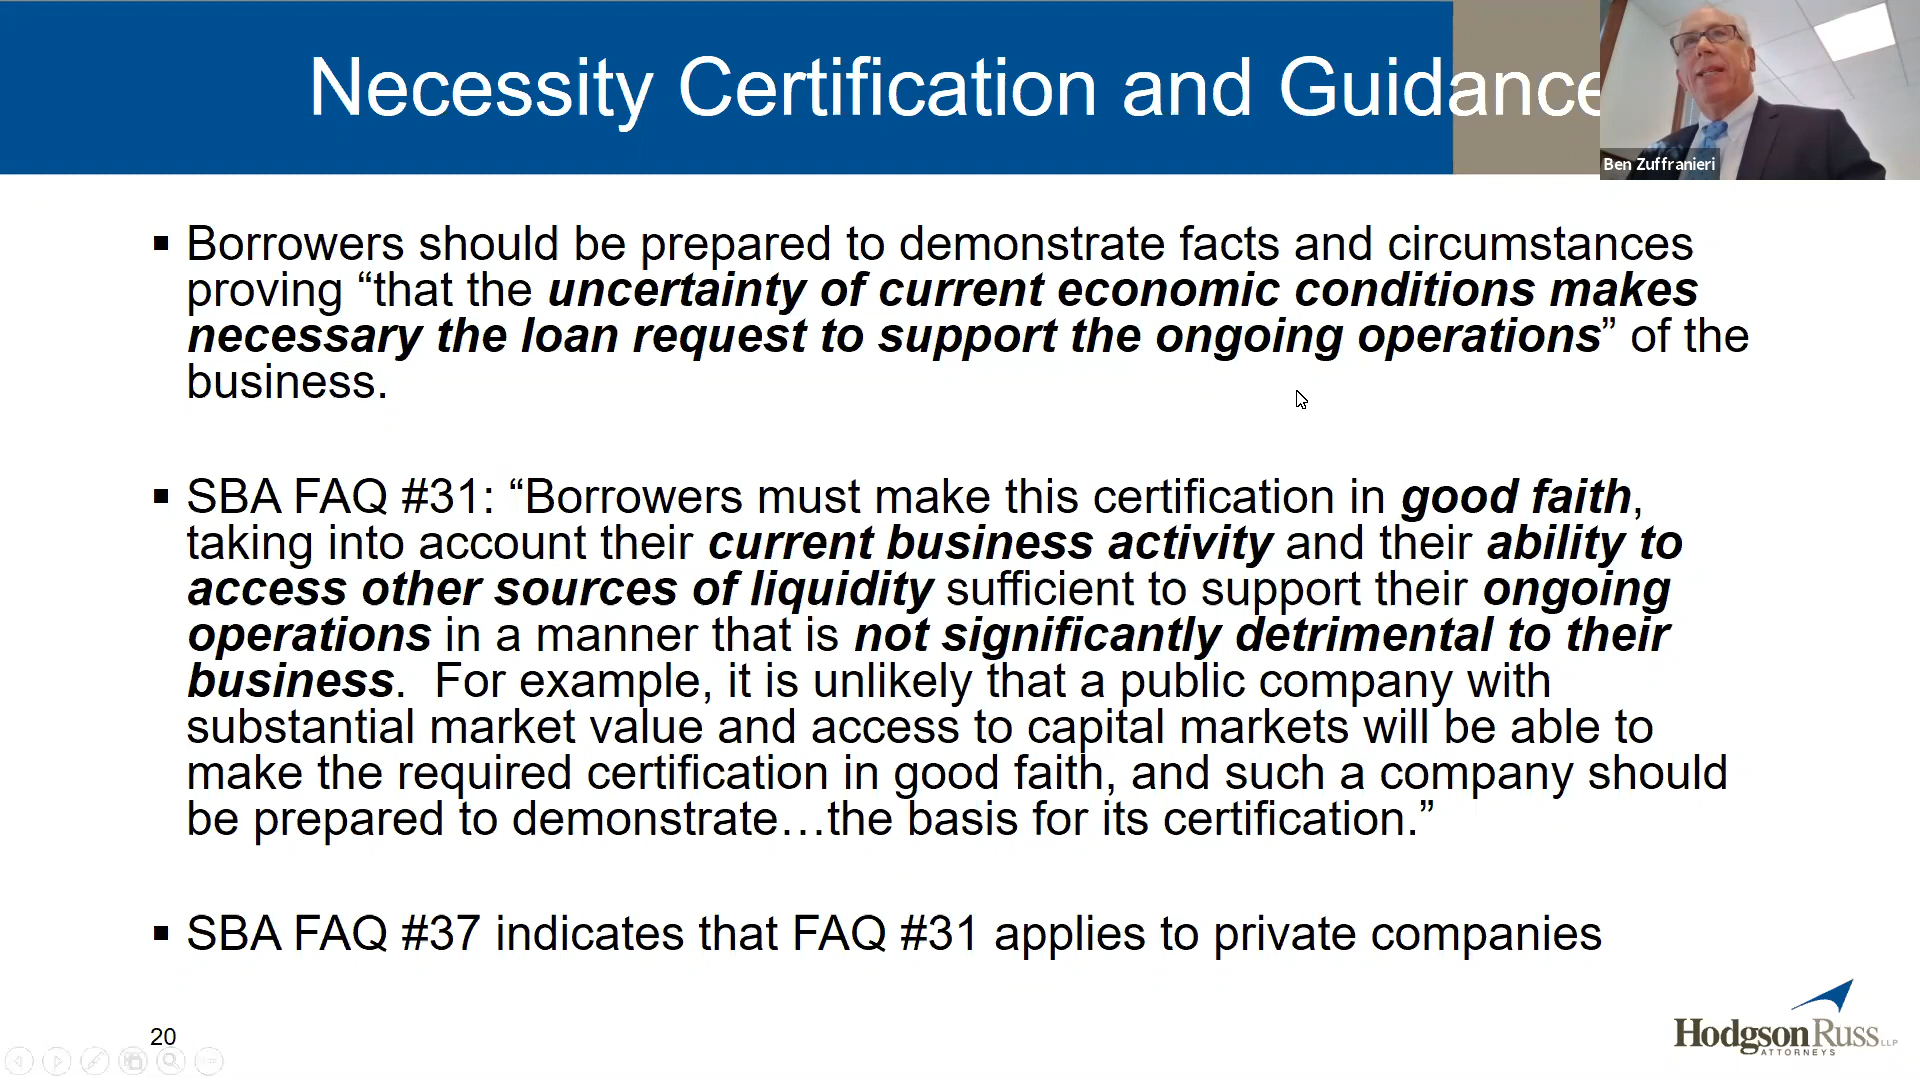 Necessity Certification and Guidance
Ben Zuffranieri
▪ Borrowers should be prepared to demonstrate facts and circumstances
proving “that the uncertainty of current economic conditions makes
necessary the loan request to support the ongoing operations” of the
business.
▪ SBA FAQ #31: “Borrowers must make this certification in good faith,
taking into account their current business activity and their ability to
access other sources of liquidity sufficient to support their ongoing
operations in a manner that is not significantly detrimental to their
business.  For example, it is unlikely that a public company with
substantial market value and access to capital markets will be able to
make the required certification in good faith, and such a company should
be prepared to demonstrate…the basis for its certification.”
▪ SBA FAQ #37 indicates that FAQ #31 applies to private companies
20
HodgsonRuss LLP
ATTORNEYS